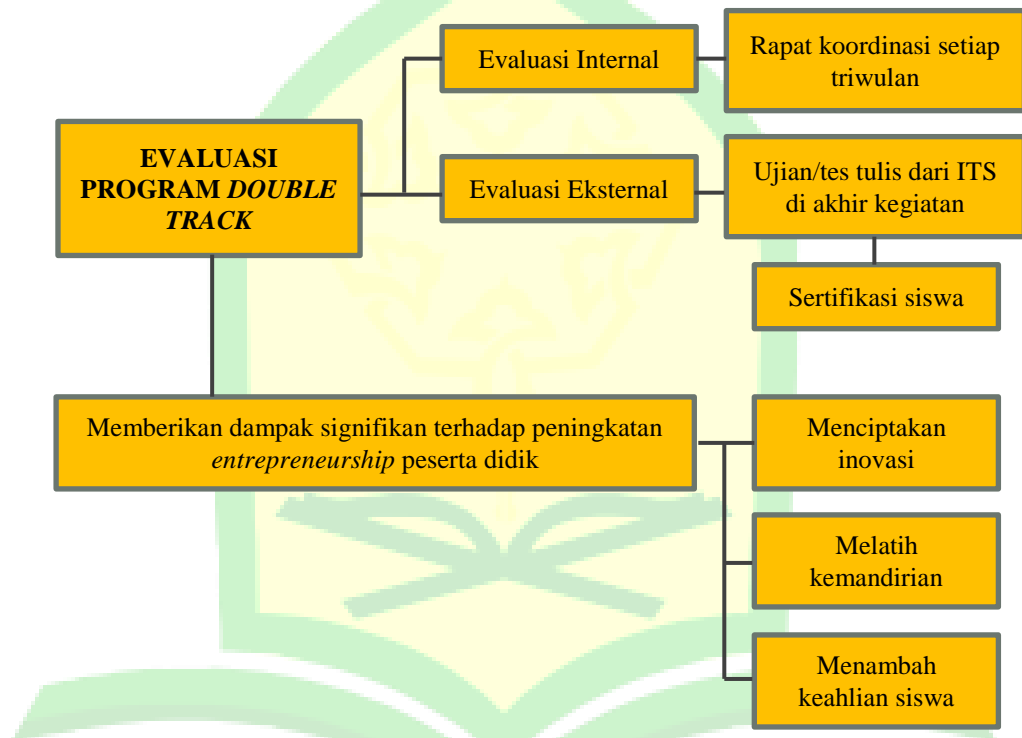 Evaluasi Internal
Rapat koordinasi setiap
triwulan
EVALUASI
PROGRAM DOUBLE
TRACK
Evaluasi Eksternal
Ujian/tes tulis dari ITS
di akhir kegiatan
Sertifikasi siswa
Memberikan dampak signifikan terhadap peningkatan
entrepreneurship peserta didik
Menciptakan
inovasi
Melatih
kemandirian
Menambah
keahlian siswa